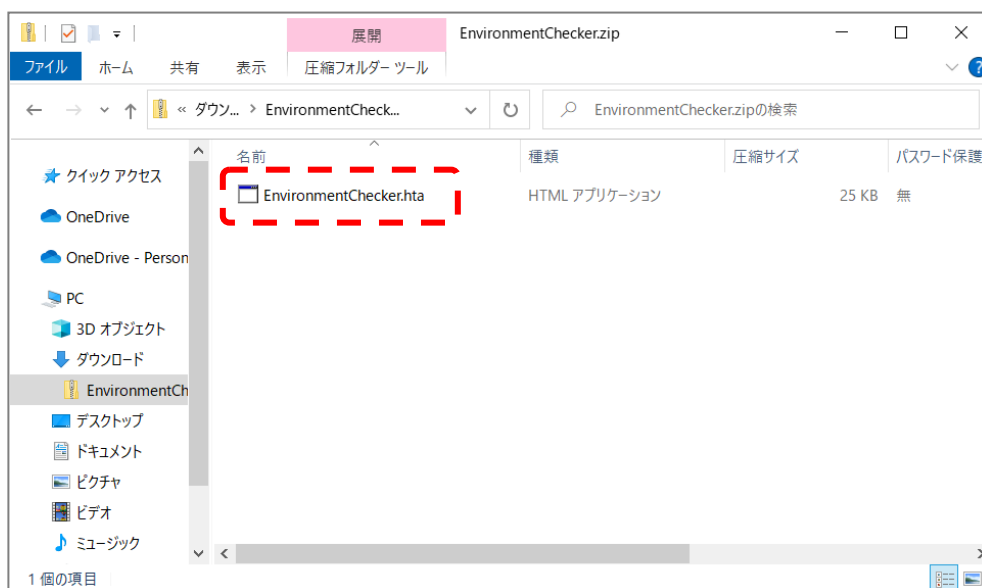 展開
EnvironmentChecker.zip
ファイル ホーム 共有 表示 圧縮フォルダー ツール
« ダウン... > EnvironmentCheck...
EnvironmentChecker.zipの検索
名前 種類 圧縮サイズ パスワード保護
EnvironmentChecker.hta HTML アプリケーション 25 KB 無
クイック アクセス
OneDrive
OneDrive - Person
PC
3D オブジェクト
ダウンロード
EnvironmentCh
デスクトップ
ドキュメント
ピクチャ
ビデオ
ミュージック
1 個の項目